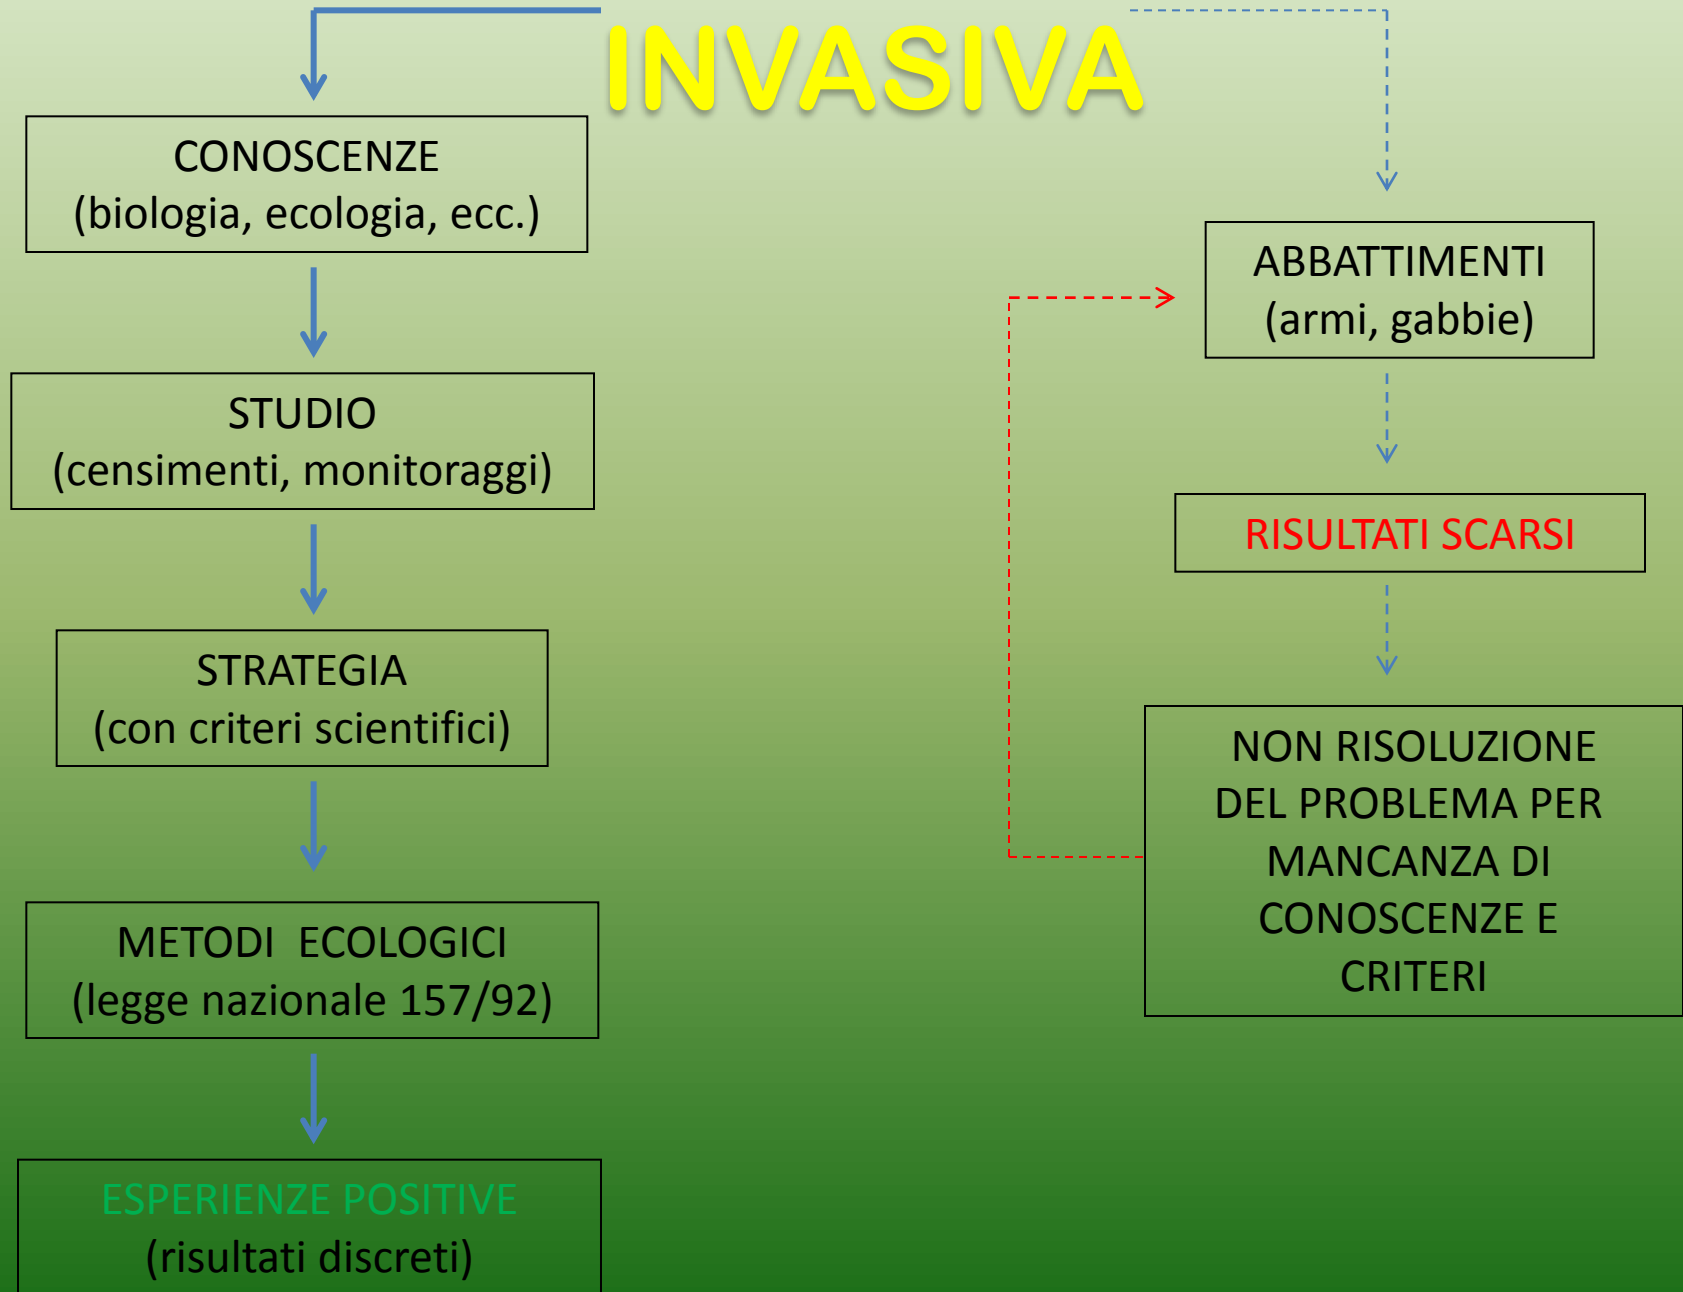 INVASIVA
CONOSCENZE
(biologia, ecologia, ecc.)
STUDIO
(censimenti, monitoraggi)
STRATEGIA
(con criteri scientifici)
METODI  ECOLOGICI
(legge nazionale 157/92)
ESPERIENZE POSITIVE
(risultati discreti)
ABBATTIMENTI
(armi, gabbie)
RISULTATI SCARSI
NON RISOLUZIONE
DEL PROBLEMA PER
MANCANZA DI
CONOSCENZE E
CRITERI